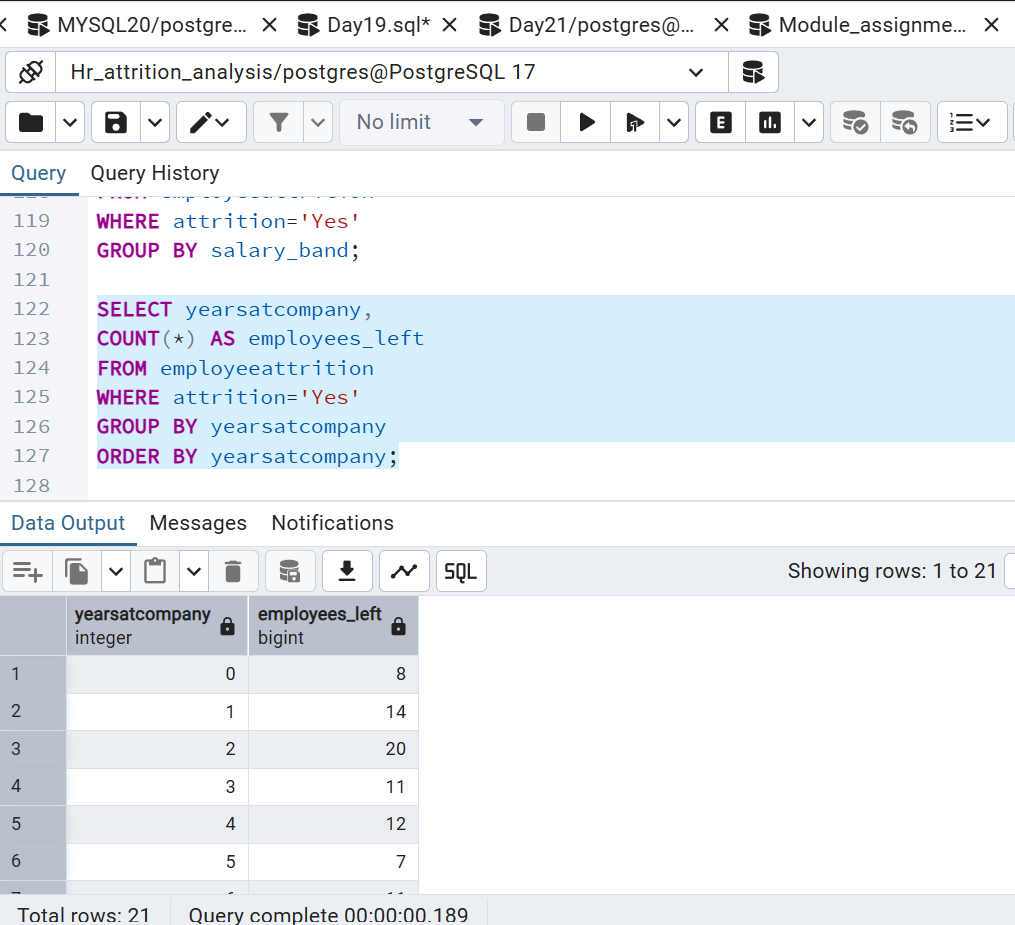 MYSQL20/postgre... Day19.sql* Day21/postgres@... Module_assignme...
Hr_attrition_analysis/postgres@PostgreSQL 17
No limit
E
Query Query History
119 WHERE attrition='Yes'
120 GROUP BY salary_band;
121
122 SELECT yearsatcompany,
123 COUNT(*) AS employees_left
124 FROM employeeattrition
125 WHERE attrition='Yes'
126 GROUP BY yearsatcompany
127 ORDER BY yearsatcompany;
128
Data Output Messages Notifications
SQL Showing rows: 1 to 21
yearsatcompany employees_left
integer bigint
1 0 8
2 1 14
3 2 20
4 3 11
5 4 12
6 5 7
Total rows: 21 Query complete 00:00:00.189